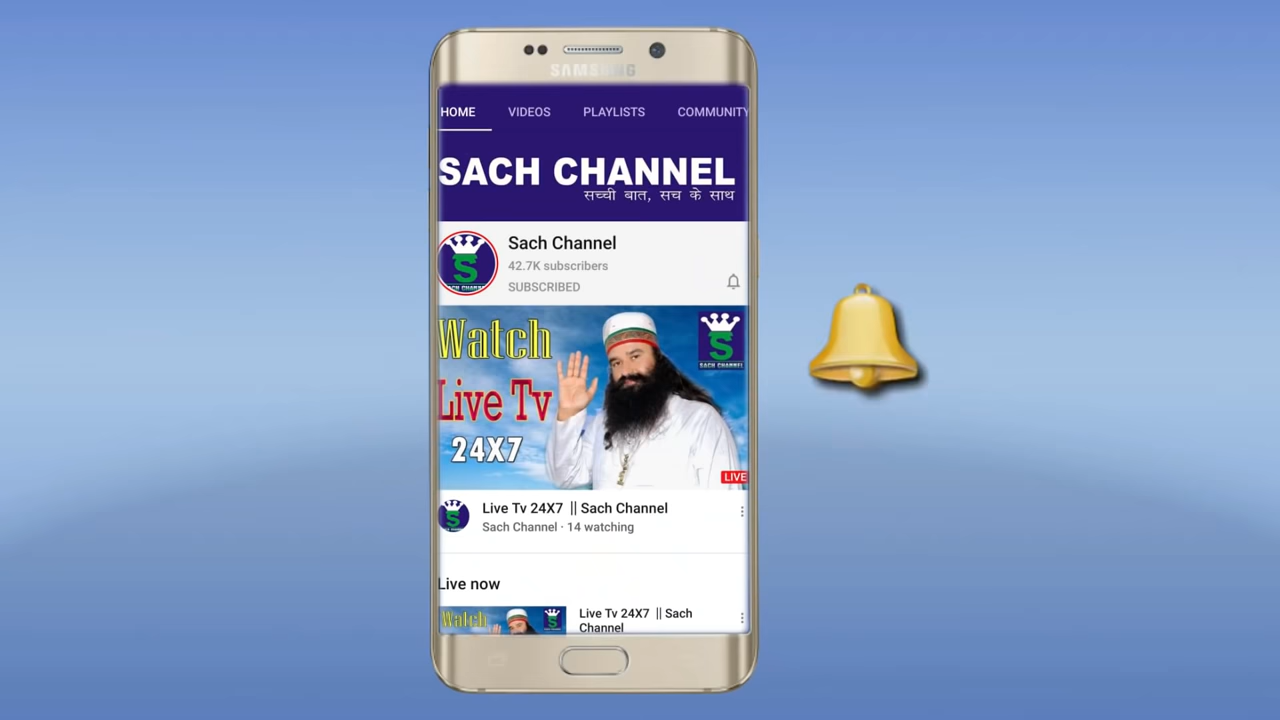 SAMSUNG
HOME VIDEOS PLAYLISTS COMMUNITY
SACH CHANNEL
सच्ची बात, सच के साथ
Sach Channel
42.7K subscribers
SUBSCRIBED
S
Watch
Live Tv
24X7
S
SACH CHANNEL
LIVE
Live Tv 24X7 || Sach Channel
Sach Channel · 14 watching
S
Live now
Watch
S
Live Tv 24X7 || Sach
Channel